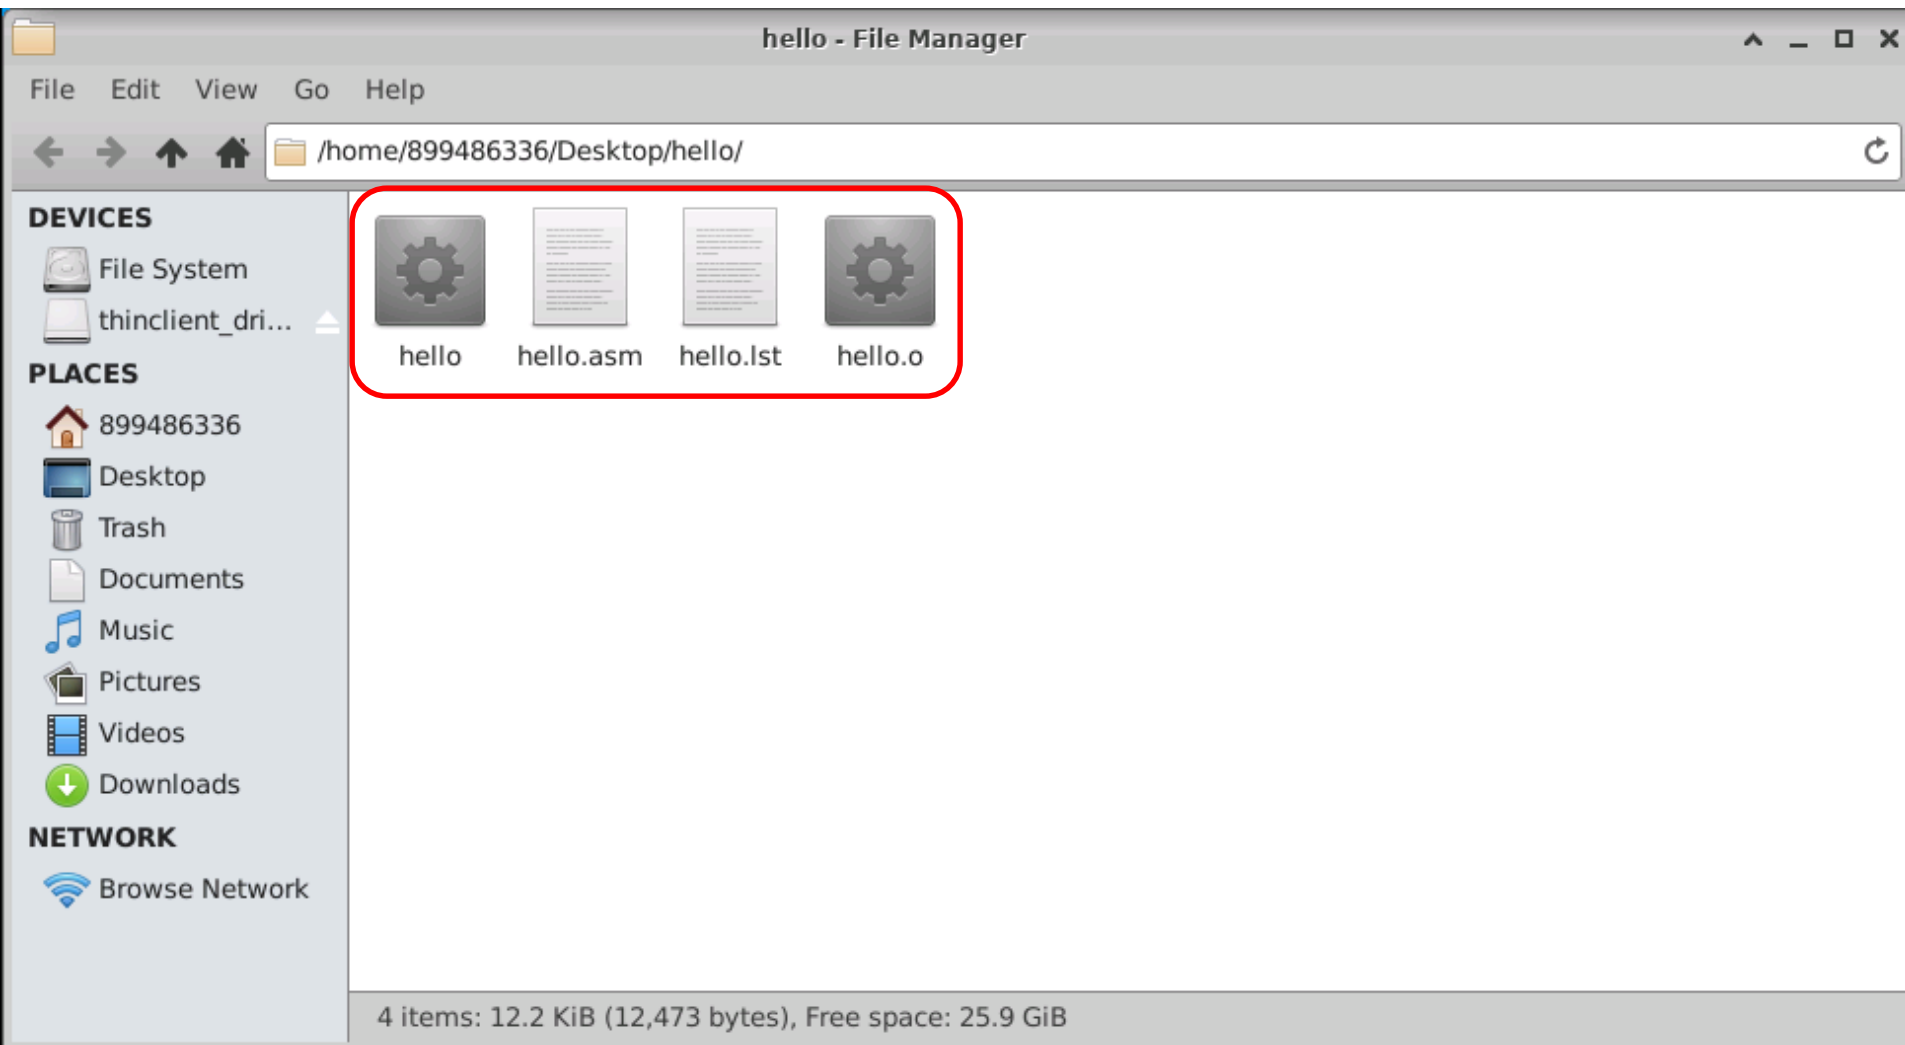 hello - File Manager
File Edit View Go Help
/home/899486336/Desktop/hello/
DEVICES
File System
thinclient_dri...
PLACES
899486336
Desktop
Trash
Documents
Music
Pictures
Videos
Downloads
NETWORK
Browse Network
hello hello.asm hello.lst hello.o
4 items: 12.2 KiB (12,473 bytes), Free space: 25.9 GiB